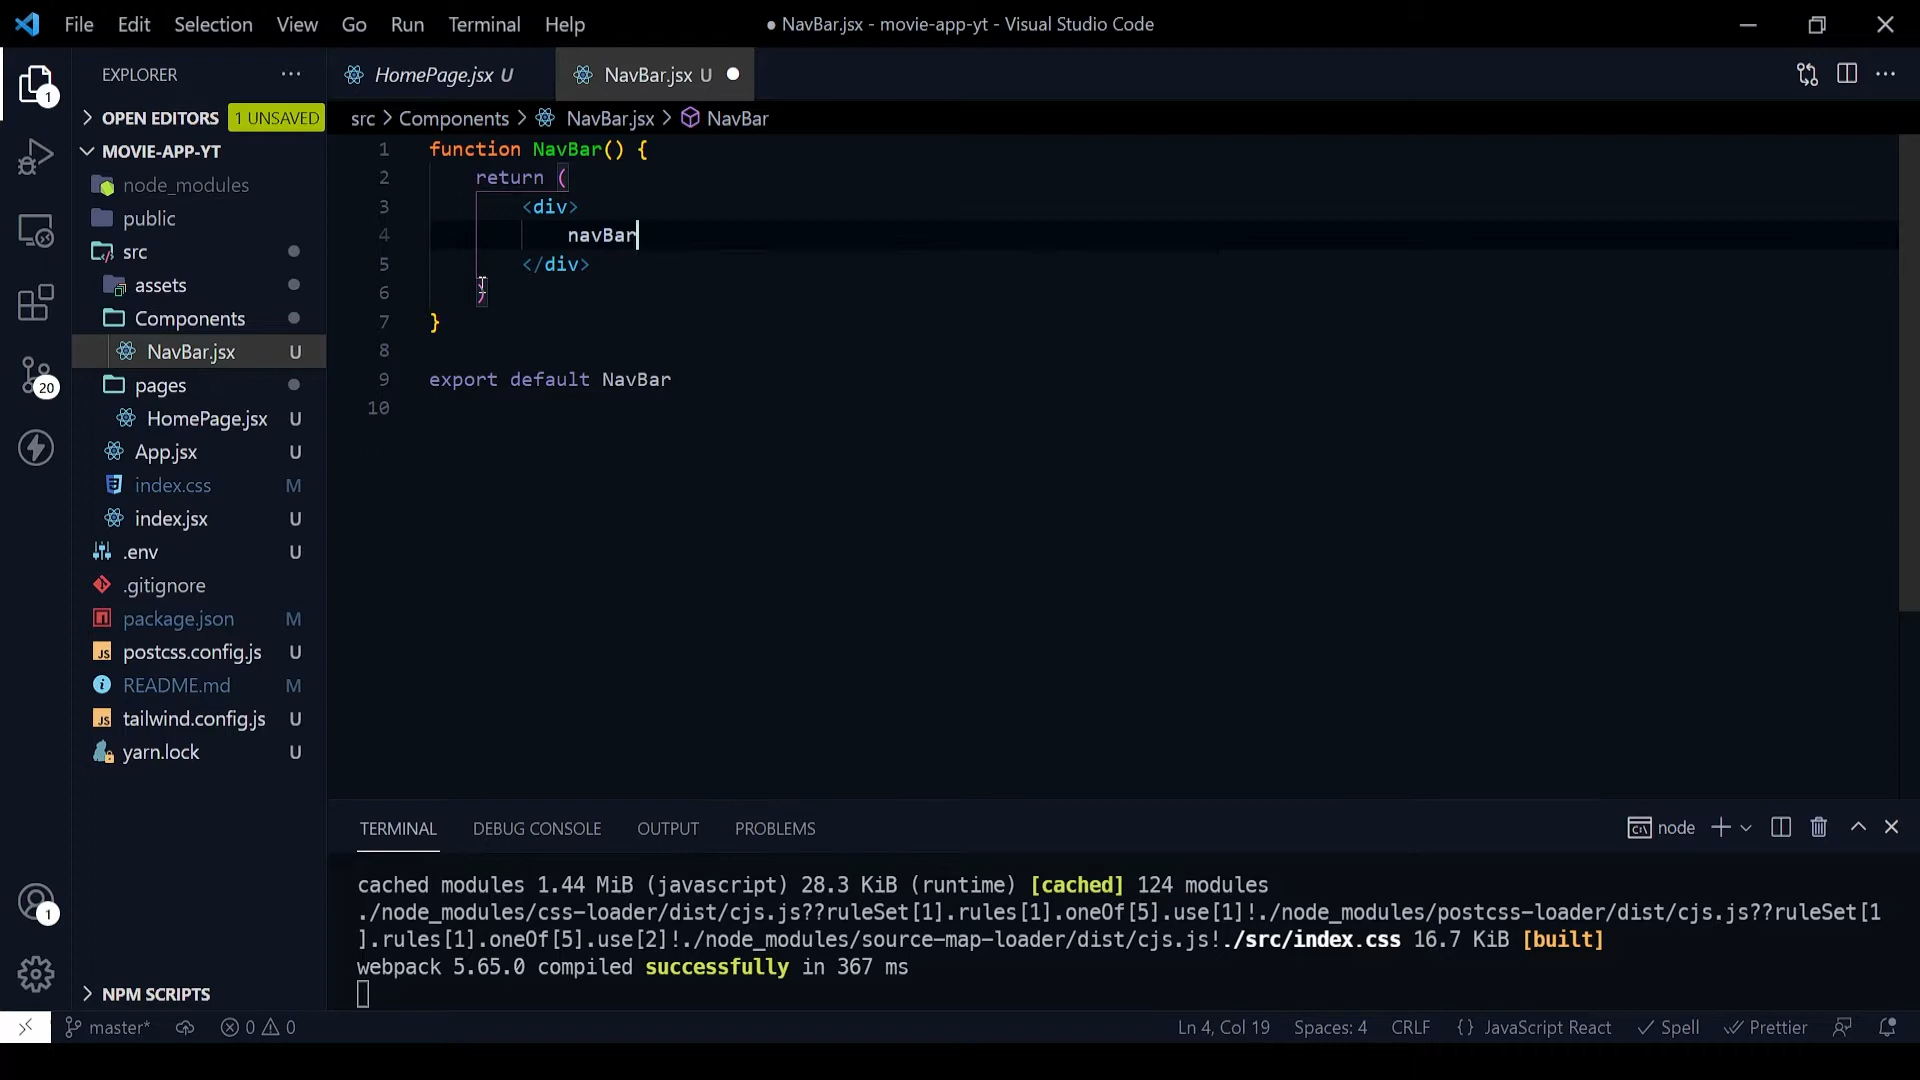 File Edit Selection View Go Run Terminal Help
● NavBar.jsx - movie-app-yt - Visual Studio Code
EXPLORER
HomePage.jsx U
NavBar.jsx U
OPEN EDITORS 1 UNSAVED
src > Components > NavBar.jsx > NavBar
MOVIE-APP-YT
node_modules
public
src
assets
Components
NavBar.jsx U
pages
HomePage.jsx U
App.jsx U
index.css M
index.jsx U
.env U
.gitignore
package.json M
postcss.config.js U
README.md M
tailwind.config.js U
yarn.lock U
NPM SCRIPTS
1
20
1
1 function NavBar() {
2 return (
3 <div>
4 navBar
5 </div>
6 )
7 }
8
9 export default NavBar
10
TERMINAL DEBUG CONSOLE OUTPUT PROBLEMS
node
cached modules 1.44 MiB (javascript) 28.3 KiB (runtime) [cached] 124 modules
./node_modules/css-loader/dist/cjs.js??ruleSet[1].rules[1].oneOf[5].use[1]!./node_modules/postcss-loader/dist/cjs.js??ruleSet[1
].rules[1].oneOf[5].use[2]!./node_modules/source-map-loader/dist/cjs.js!./src/index.css 16.7 KiB [built]
webpack 5.65.0 compiled successfully in 367 ms
master* 0 0
Ln 4, Col 19 Spaces: 4 CRLF {} JavaScript React Spell Prettier